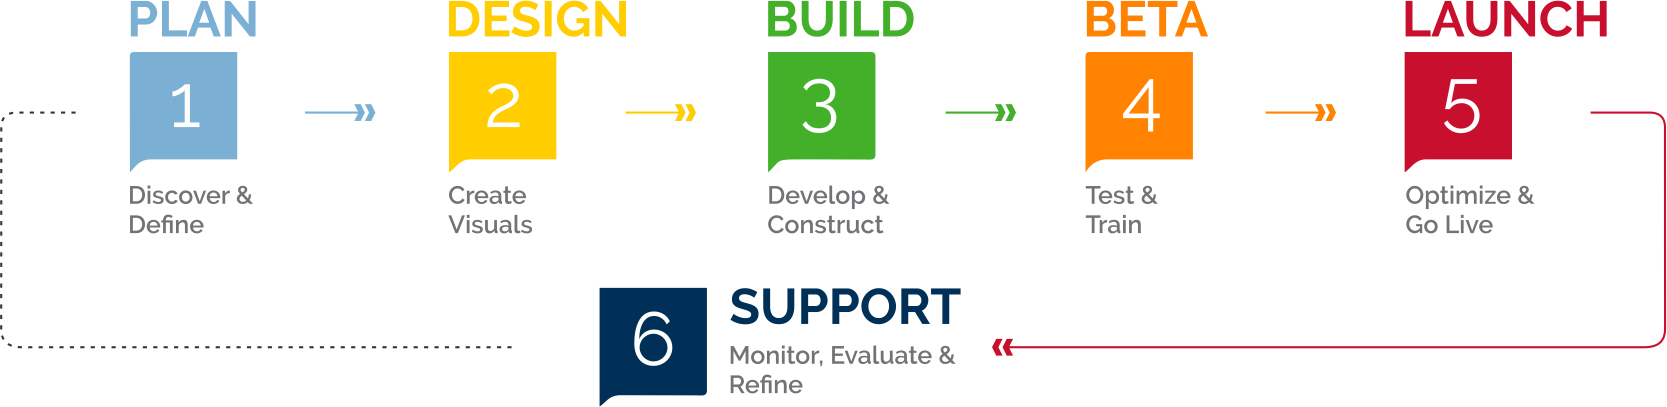 PLAN
1
Discover &
Define
DESIGN
2
Create
Visuals
BUILD
3
Develop &
Construct
BETA
4
Test &
Train
LAUNCH
5
Optimize &
Go Live
6
SUPPORT
Monitor, Evaluate &
Refine